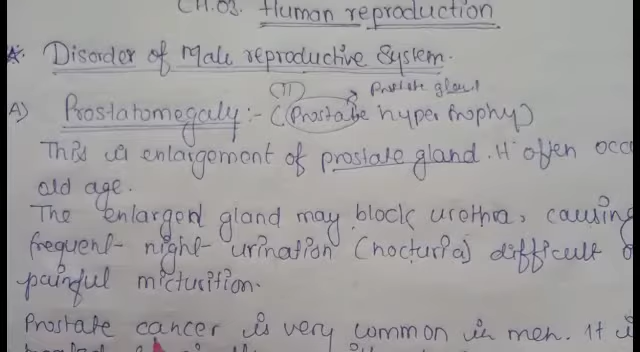 CH.03. Human reproduction
* Disorder of Male reproductive System.
Prostate gland
A) Prostatomegaly:- (Prostate hypertrophy)
This is enlargement of prostate gland. It often occ
old age.
The enlarged gland may block urethra, causing
frequent night urination (nocturia) difficult
painful micturition.
Prostate cancer is very common in men. It is